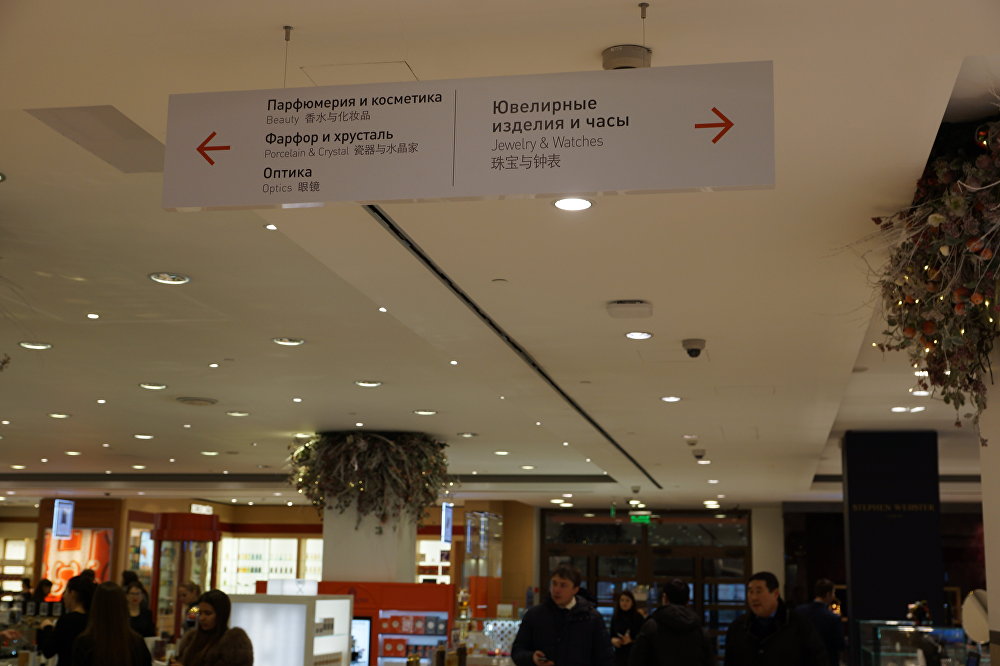 Парфюмерия и косметика
Beauty 香水与化妆品
Фарфор и хрусталь
Porcelain & Crystal 瓷器与水晶家
Оптика
Optics 眼镜
Ювелирные
изделия и часы
Jewelry & Watches
珠宝与钟表
STEPHEN WEBSTER